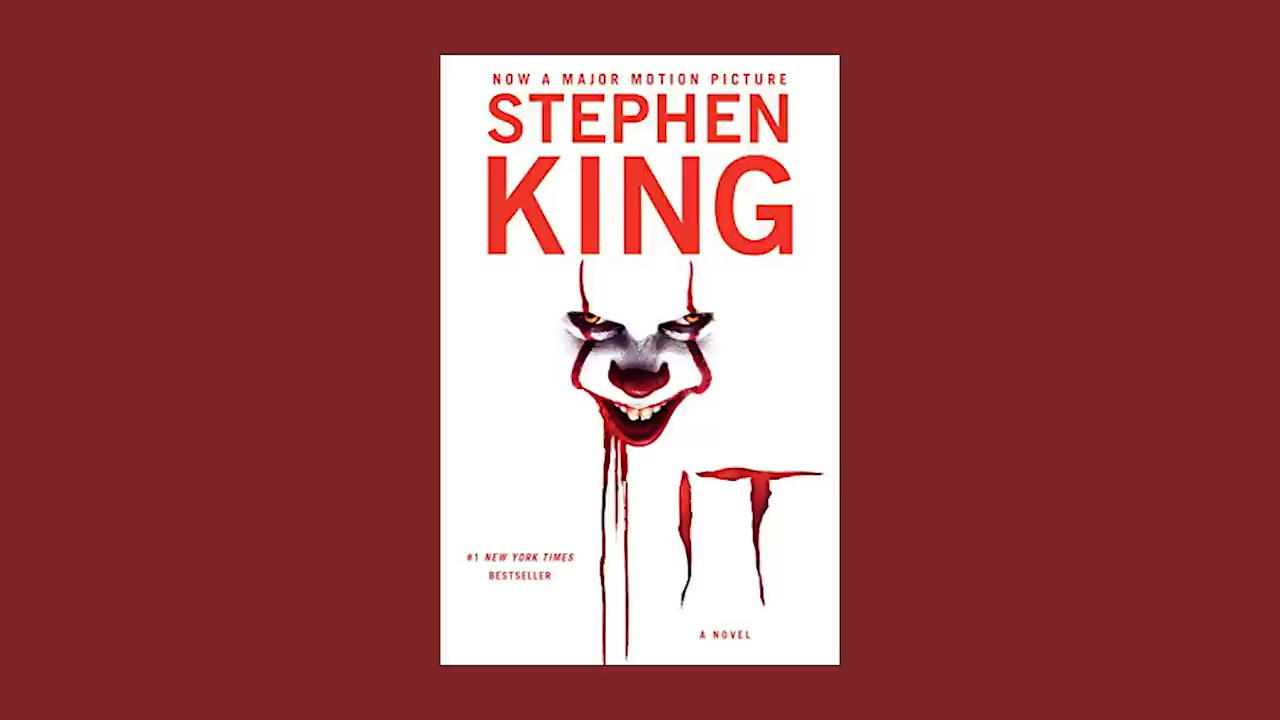 NOW A MAJOR MOTION PICTURE
STEPHEN
KING
IT
#1 NEW YORK TIMES
BESTSELLER
A NOVEL